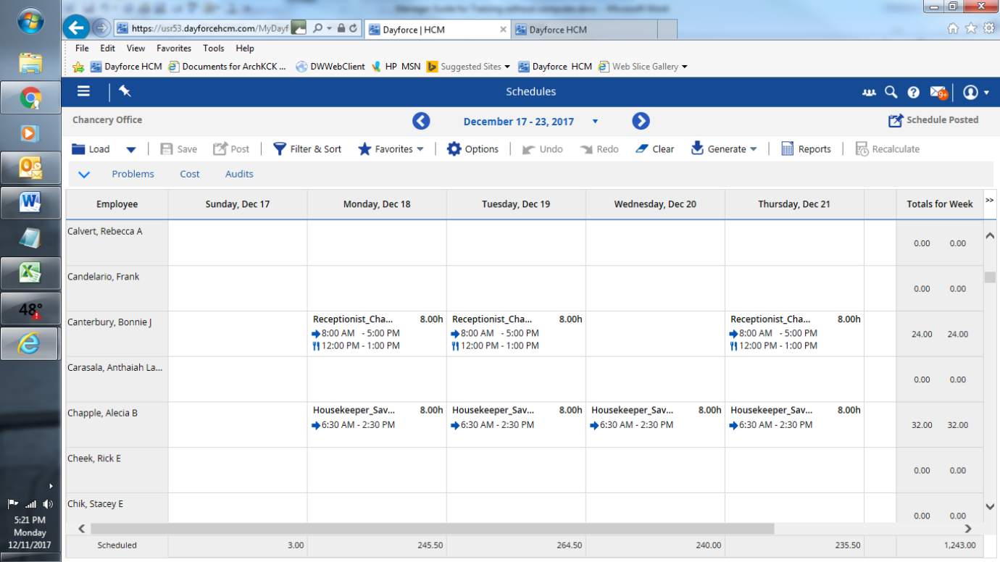 Manager Guide for Training without computer.docx - Microsoft Word
https://usr53.dayforcehcm.com/MyDayf
Dayforce | HCM
Dayforce HCM
File Edit View Favorites Tools Help
Dayforce HCM Documents for ArchKCK ... DWWebClient HP MSN Suggested Sites Dayforce HCM Web Slice Gallery
Schedules
9+
Chancery Office
December 17 - 23, 2017
Schedule Posted
Load Save Post Filter & Sort Favorites Options Undo Redo Clear Generate Reports Recalculate
Problems Cost Audits
Employee Sunday, Dec 17 Monday, Dec 18 Tuesday, Dec 19 Wednesday, Dec 20 Thursday, Dec 21 Totals for Week >>
Calvert, Rebecca A
0.00 0.00
Candelario, Frank
0.00 0.00
Canterbury, Bonnie J
Receptionist_Cha... 8.00h Receptionist_Cha... 8.00h Receptionist_Cha... 8.00h
8:00 AM - 5:00 PM 8:00 AM - 5:00 PM 8:00 AM - 5:00 PM
12:00 PM - 1:00 PM 12:00 PM - 1:00 PM 12:00 PM - 1:00 PM
24.00 24.00
Carasala, Anthaiah La...
0.00 0.00
Chapple, Alecia B
Housekeeper_Sav... 8.00h Housekeeper_Sav... 8.00h Housekeeper_Sav... 8.00h Housekeeper_Sav... 8.00h
6:30 AM - 2:30 PM 6:30 AM - 2:30 PM 6:30 AM - 2:30 PM 6:30 AM - 2:30 PM
32.00 32.00
Cheek, Rick E
0.00 0.00
Chik, Stacey E
0.00 0.00
Scheduled 3.00 245.50 264.50 240.00 235.50 1,243.00
48°
5:21 PM
Monday
12/11/2017